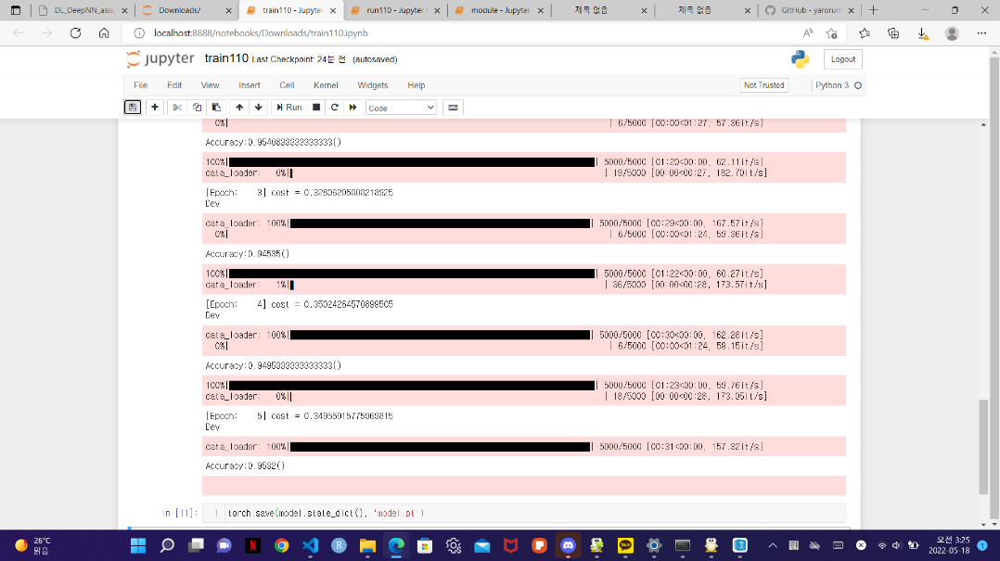 DL_DeepNN_assig
Downloads/
train110 - Jupyter
run110 - Jupyter
module - Jupyter
제목 없음
제목 없음
GitHub - yarorum
localhost:8888/notebooks/Downloads/train110.ipynb
jupyter train110 Last Checkpoint: 24분 전 (autosaved)
Logout
File Edit View Insert Cell Kernel Widgets Help
Not Trusted
Python 3
Run
Code
0%| | 6/5000 [00:00<01:27, 57.36it/s]
Accuracy:0.9540833333333333()
100%| | 5000/5000 [01:20<00:00, 62.11it/s]
data_loader: 0%| | 19/5000 [00:00<00:27, 182.70it/s]
[Epoch: 3] cost = 0.32806205808218925
Dev
data_loader: 100%| | 5000/5000 [00:29<00:00, 167.57it/s]
0%| | 6/5000 [00:00<01:24, 59.36it/s]
Accuracy:0.94535()
100%| | 5000/5000 [01:22<00:00, 60.27it/s]
data_loader: 1%| | 36/5000 [00:00<00:28, 173.57it/s]
[Epoch: 4] cost = 0.35024264570899505
Dev
data_loader: 100%| | 5000/5000 [00:30<00:00, 162.28it/s]
0%| | 6/5000 [00:00<01:24, 59.15it/s]
Accuracy:0.9495833333333333()
100%| | 5000/5000 [01:23<00:00, 59.76it/s]
data_loader: 0%| | 18/5000 [00:00<00:28, 173.05it/s]
[Epoch: 5] cost = 0.34955915775969815
Dev
data_loader: 100%| | 5000/5000 [00:31<00:00, 157.32it/s]
Accuracy:0.9532()
In [11]: 1 torch.save(model.state_dict(), 'model.pt')
26°C
맑음
오전 3:25
2022-05-18
1